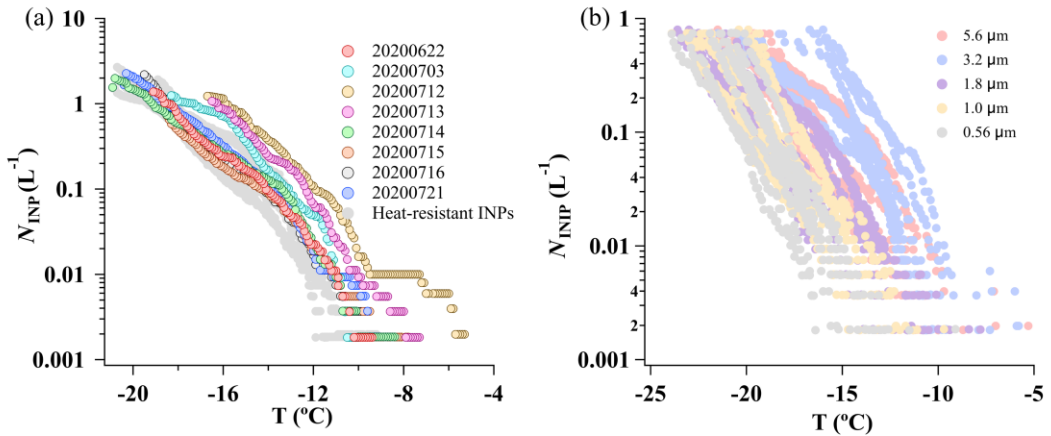 (a)
10
1
0.1
0.01
0.001
N_INP (L⁻¹)
20200622
20200703
20200712
20200713
20200714
20200715
20200716
20200721
Heat-resistant INPs
-20 -16 -12 -8 -4
T (ºC)
(b)
1
4
2
0.1
4
2
0.01
4
2
0.001
N_INIP (L⁻¹)
5.6 µm
3.2 µm
1.8 µm
1.0 µm
0.56 µm
-25 -20 -15 -10 -5
T (ºC)